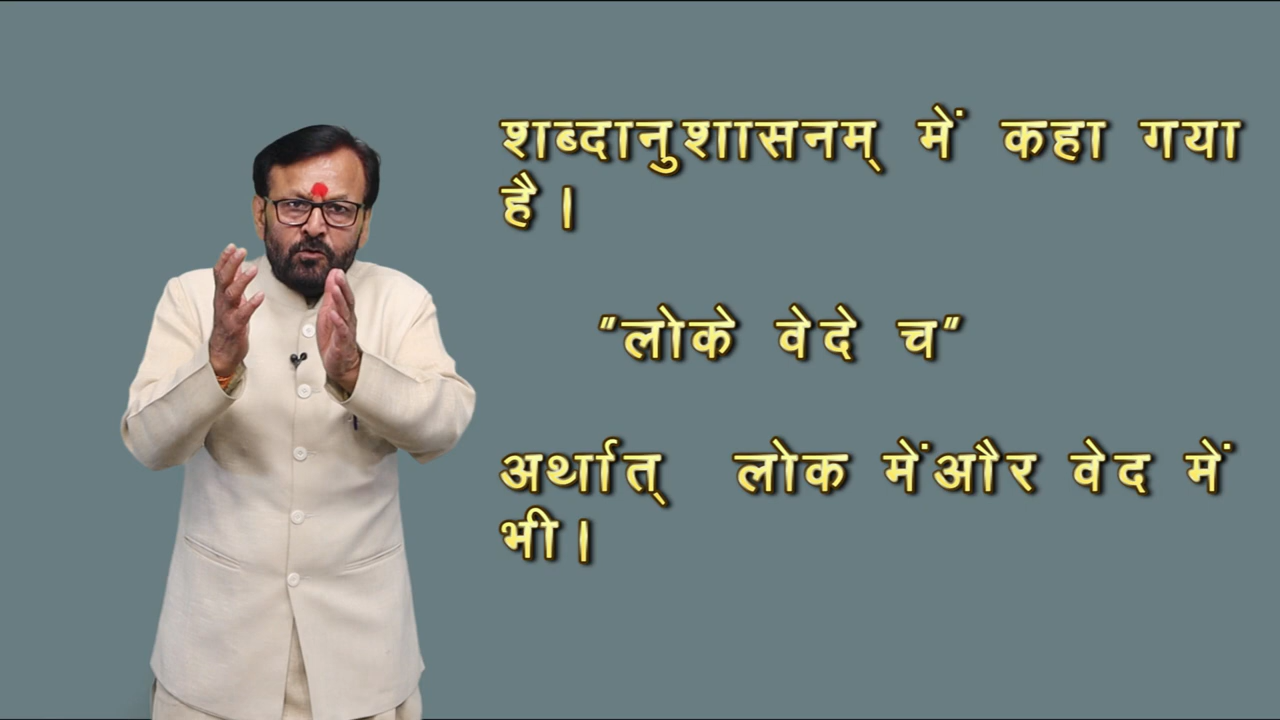 शब्दानुशासनम् में कहा गया
है।
"लोके वेदे च"
अर्थात् लोक में और वेद में
भी।